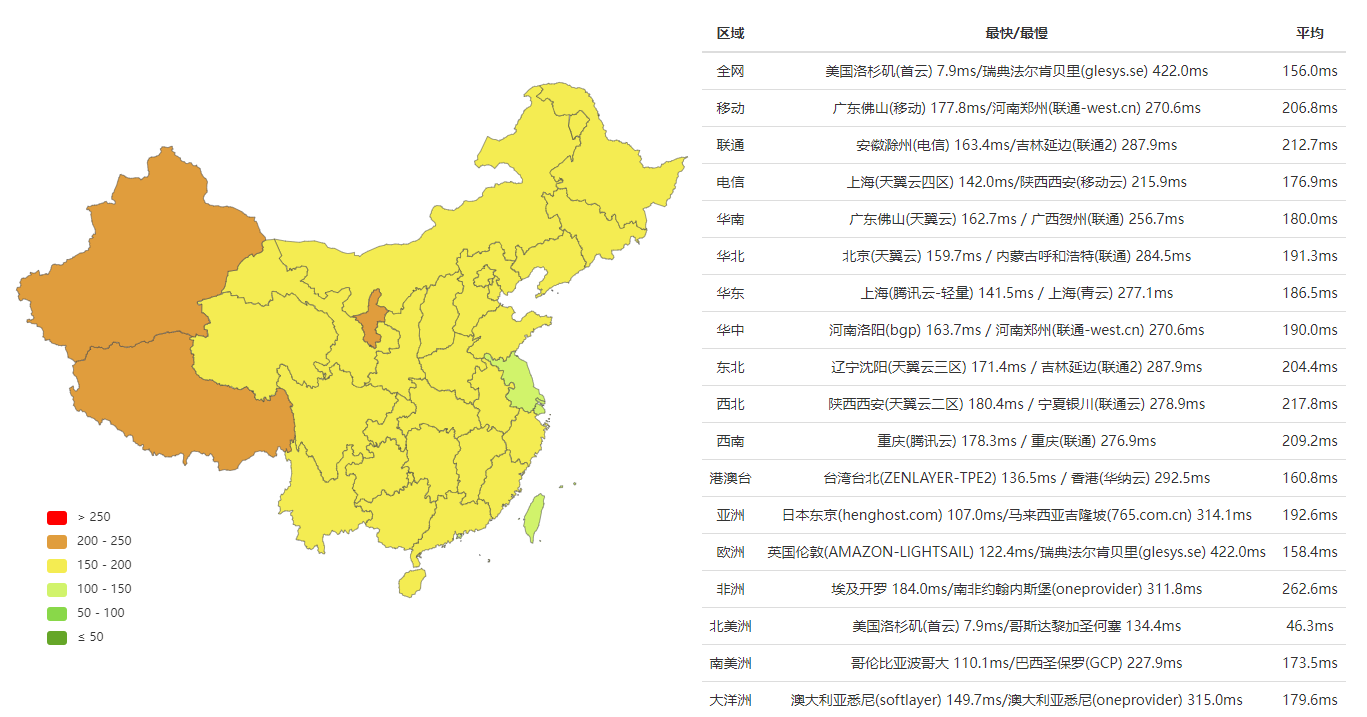 区域 最快/最慢 平均
全网 美国洛杉矶(首云) 7.9ms/瑞典法尔肯贝里(glesys.se) 422.0ms 156.0ms
移动 广东佛山(移动) 177.8ms/河南郑州(联通-west.cn) 270.6ms 206.8ms
联通 安徽滁州(电信) 163.4ms/吉林延边(联通2) 287.9ms 212.7ms
电信 上海(天翼云四区) 142.0ms/陕西西安(移动云) 215.9ms 176.9ms
华南 广东佛山(天翼云) 162.7ms / 广西贺州(联通) 256.7ms 180.0ms
华北 北京(天翼云) 159.7ms / 内蒙古呼和浩特(联通) 284.5ms 191.3ms
华东 上海(腾讯云-轻量) 141.5ms / 上海(青云) 277.1ms 186.5ms
华中 河南洛阳(bgp) 163.7ms / 河南郑州(联通-west.cn) 270.6ms 190.0ms
东北 辽宁沈阳(天翼云三区) 171.4ms / 吉林延边(联通2) 287.9ms 204.4ms
西北 陕西西安(天翼云二区) 180.4ms / 宁夏银川(联通云) 278.9ms 217.8ms
西南 重庆(腾讯云) 178.3ms / 重庆(联通) 276.9ms 209.2ms
港澳台 台湾台北(ZENLAYER-TPE2) 136.5ms / 香港(华纳云) 292.5ms 160.8ms
亚洲 日本东京(henghost.com) 107.0ms/马来西亚吉隆坡(765.com.cn) 314.1ms 192.6ms
欧洲 英国伦敦(AMAZON-LIGHTSAIL) 122.4ms/瑞典法尔肯贝里(glesys.se) 422.0ms 158.4ms
非洲 埃及开罗 184.0ms/南非约翰内斯堡(oneprovider) 311.8ms 262.6ms
北美洲 美国洛杉矶(首云) 7.9ms/哥斯达黎加圣何塞 134.4ms 46.3ms
南美洲 哥伦比亚波哥大 110.1ms/巴西圣保罗(GCP) 227.9ms 173.5ms
大洋洲 澳大利亚悉尼(softlayer) 149.7ms/澳大利亚悉尼(oneprovider) 315.0ms 179.6ms
> 250
200 - 250
150 - 200
100 - 150
50 - 100
≤ 50